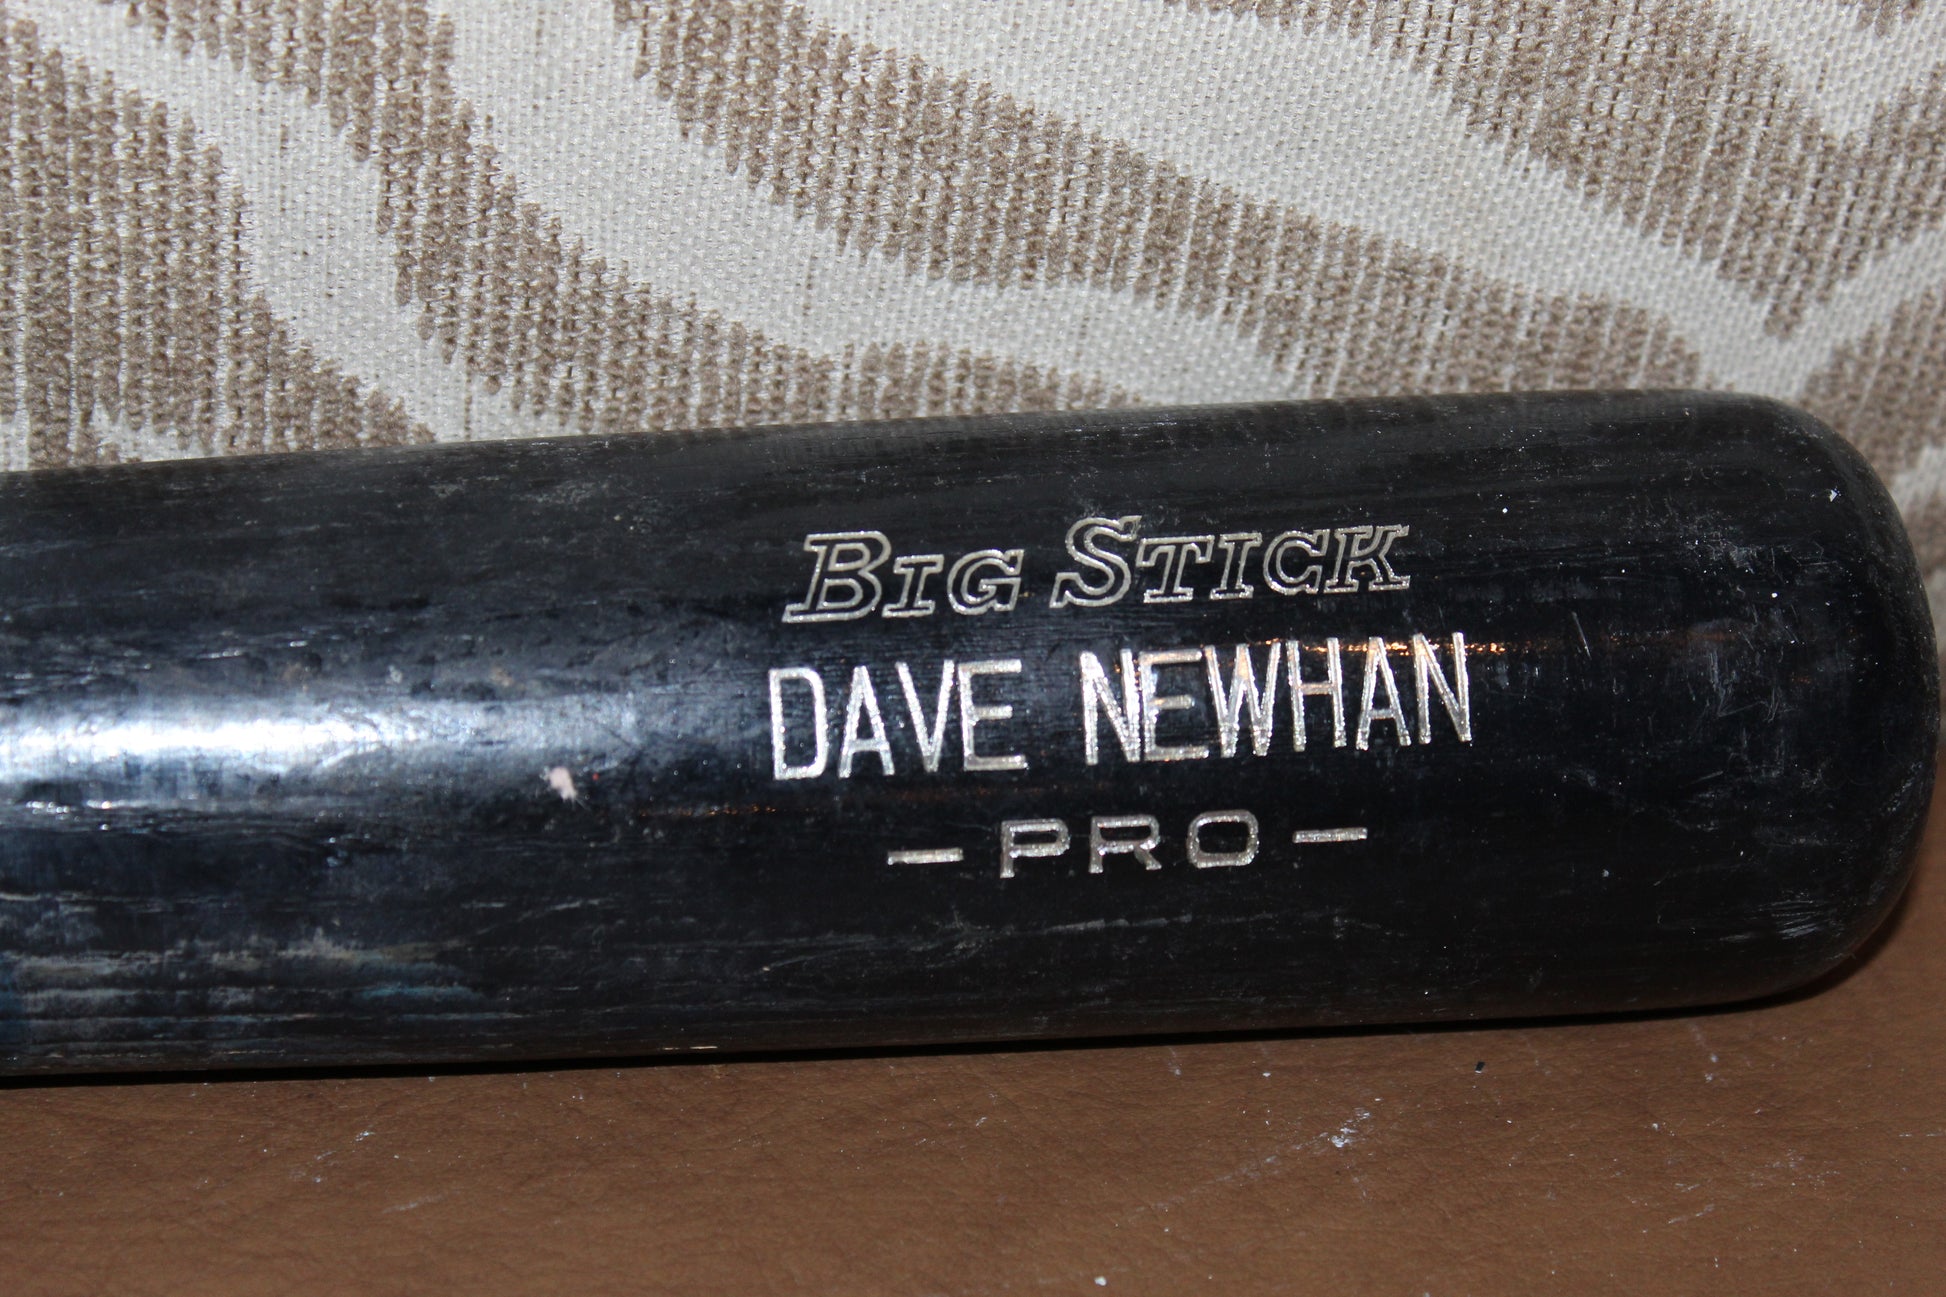 BIG STICK
DAVE NEWHAN
- PRO -